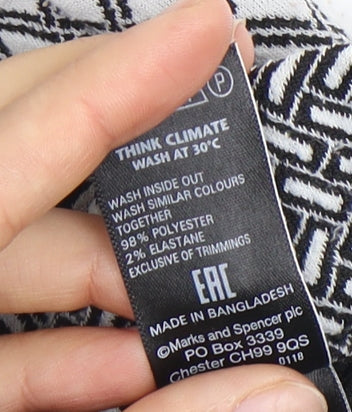 P
THINK CLIMATE
WASH AT 30°C
WASH INSIDE OUT
WASH SIMILAR COLOURS
TOGETHER
98% POLYESTER
2% ELASTANE
EXCLUSIVE OF TRIMMINGS
EAC
MADE IN BANGLADESH
©Marks and Spencer plc
PO Box 3339
Chester CH99 9QS
0118